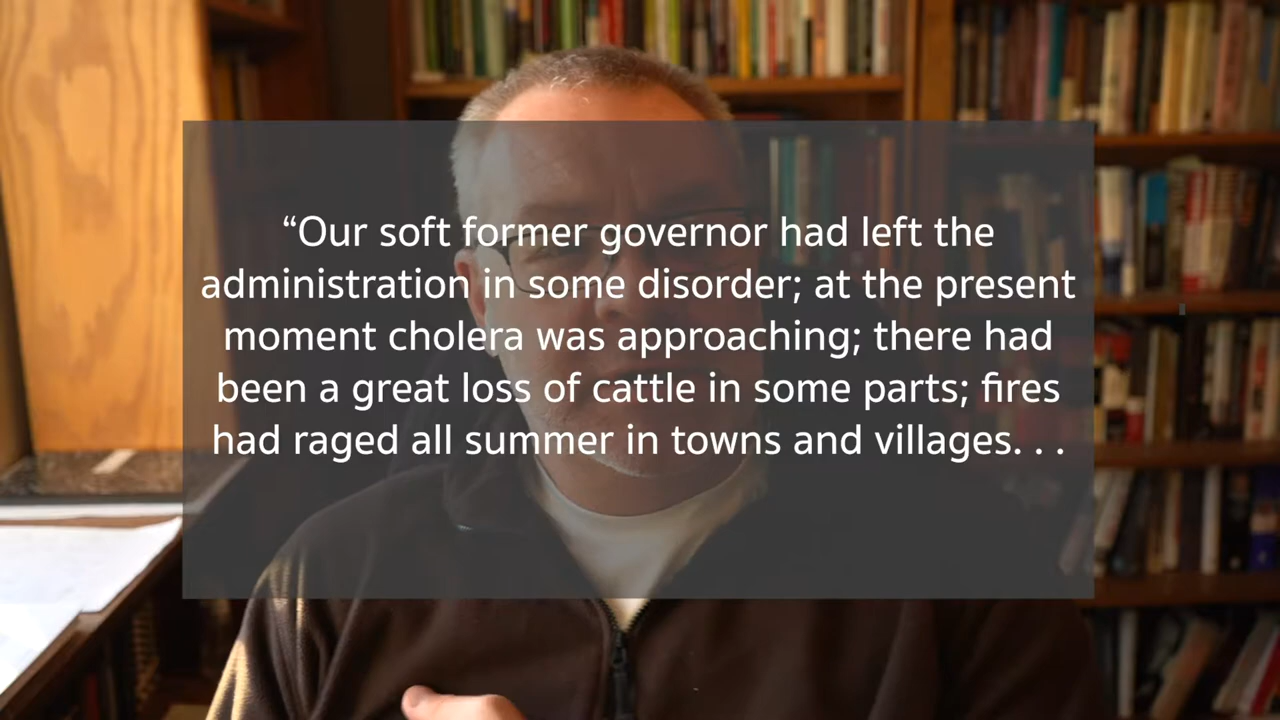 “Our soft former governor had left the
administration in some disorder; at the present
moment cholera was approaching; there had
been a great loss of cattle in some parts; fires
had raged all summer in towns and villages. . .